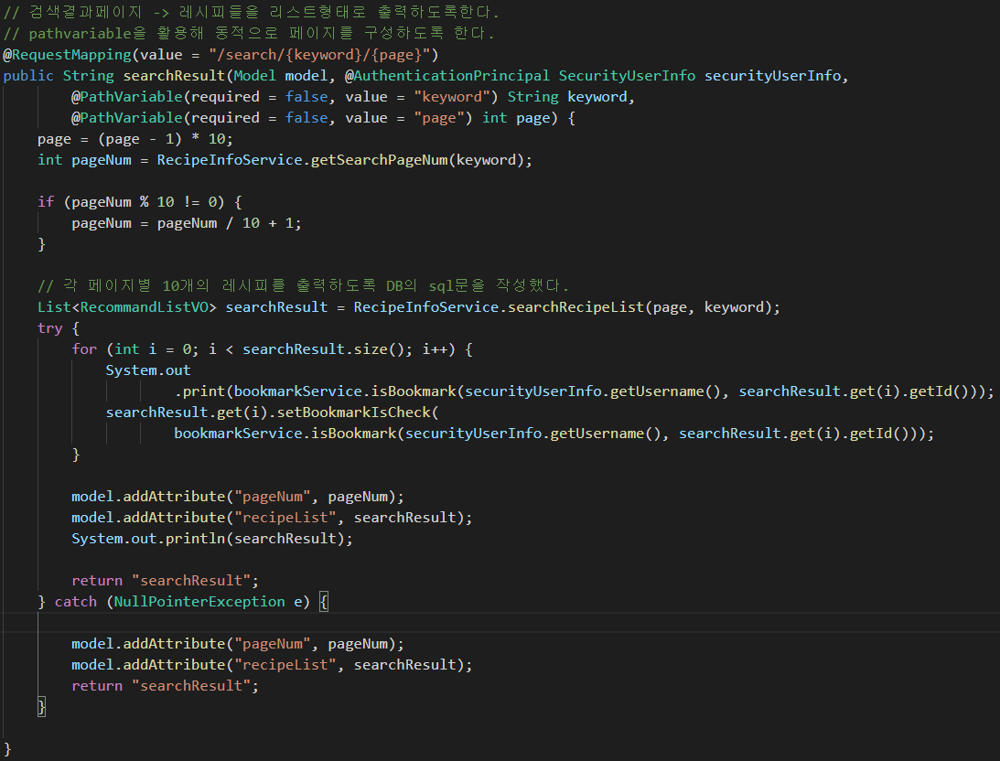 // 검색결과페이지 -> 레시피들을 리스트형태로 출력하도록한다.
// pathvariable을 활용해 동적으로 페이지를 구성하도록 한다.
@RequestMapping(value = "/search/{keyword}/{page}")
public String searchResult(Model model, @AuthenticationPrincipal SecurityUserInfo securityUserInfo,
        @PathVariable(required = false, value = "keyword") String keyword,
        @PathVariable(required = false, value = "page") int page) {
    page = (page - 1) * 10;
    int pageNum = RecipeInfoService.getSearchPageNum(keyword);
    if (pageNum % 10 != 0) {
        pageNum = pageNum / 10 + 1;
    }
    // 각 페이지별 10개의 레시피를 출력하도록 DB의 sql문을 작성했다.
    List<RecommandListVO> searchResult = RecipeInfoService.searchRecipeList(page, keyword);
    try {
        for (int i = 0; i < searchResult.size(); i++) {
            System.out
                    .print(bookmarkService.isBookmark(securityUserInfo.getUsername(), searchResult.get(i).getId()));
            searchResult.get(i).setBookmarkIsCheck(
                    bookmarkService.isBookmark(securityUserInfo.getUsername(), searchResult.get(i).getId()));
        }
        model.addAttribute("pageNum", pageNum);
        model.addAttribute("recipeList", searchResult);
        System.out.println(searchResult);
        return "searchResult";
    } catch (NullPointerException e) {
        model.addAttribute("pageNum", pageNum);
        model.addAttribute("recipeList", searchResult);
        return "searchResult";
    }
}